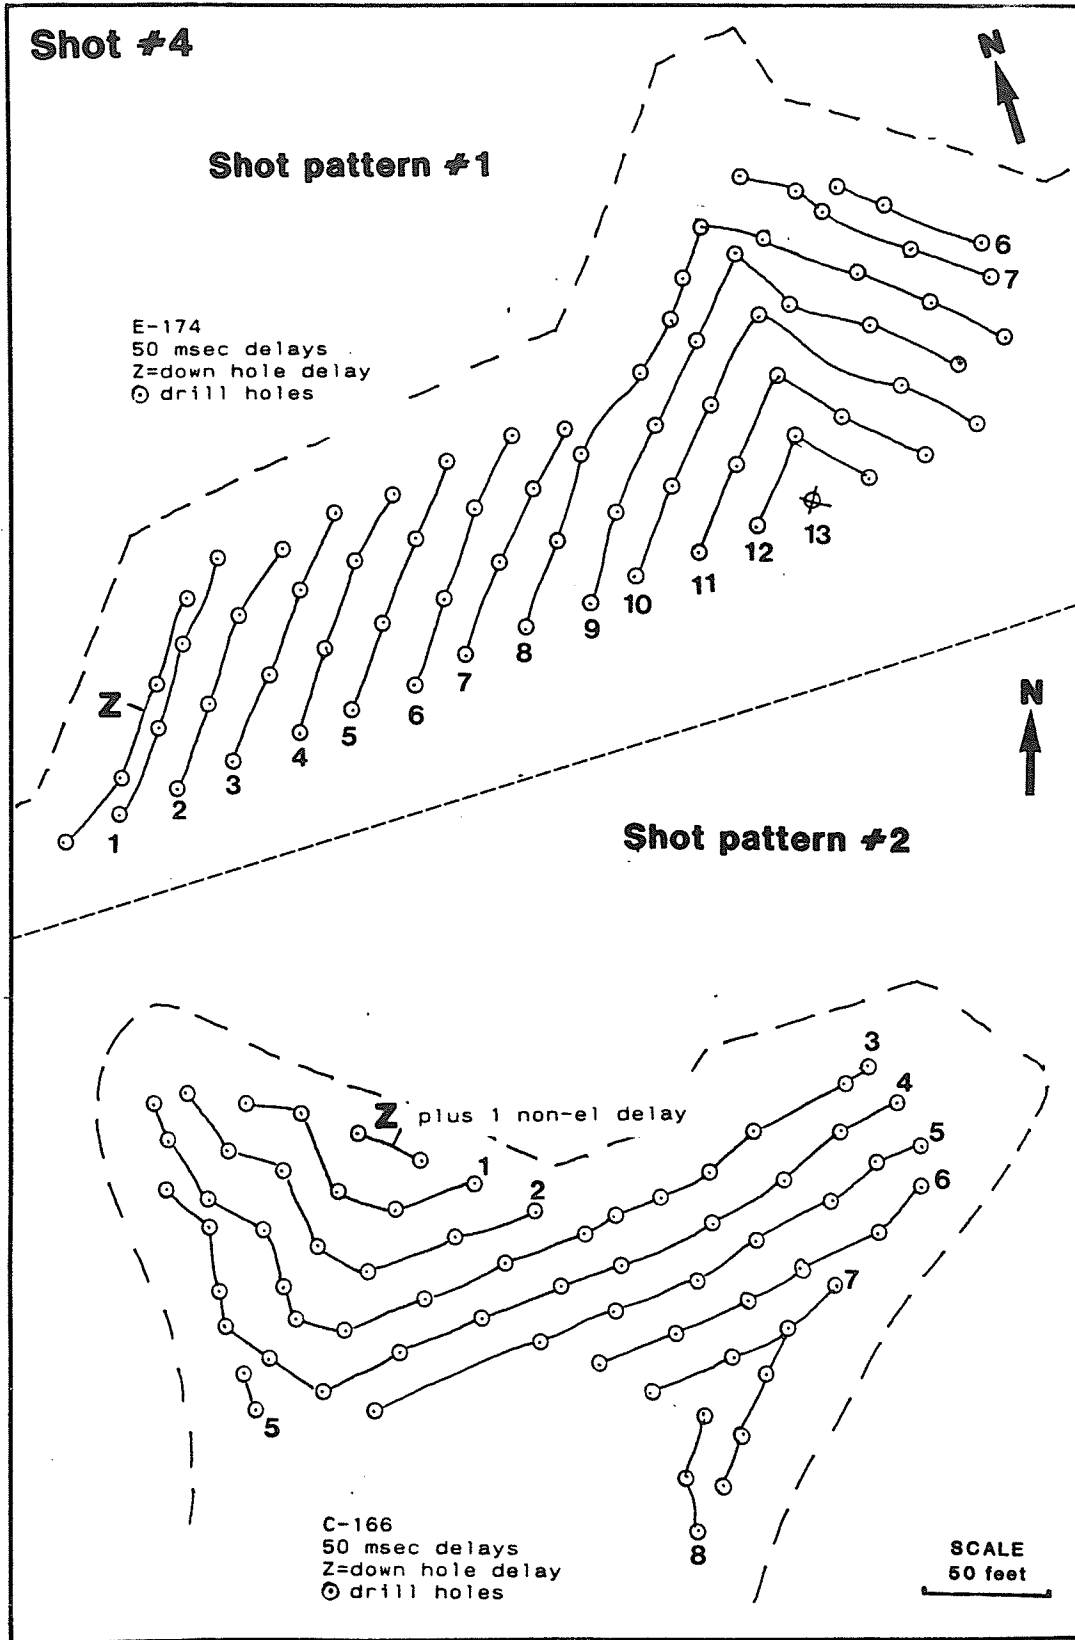 Shot #4
N
Shot pattern #1
6
7
E-174
50 msec delays
Z=down hole delay
drill holes
13
12
11
10
9
8
7
6
5
4
3
2
1
Z
N
Shot pattern #2
3
4
Z plus 1 non-el delay
5
1
6
2
7
5
8
C-166
50 msec delays
Z=down hole delay
drill holes
SCALE
50 feet